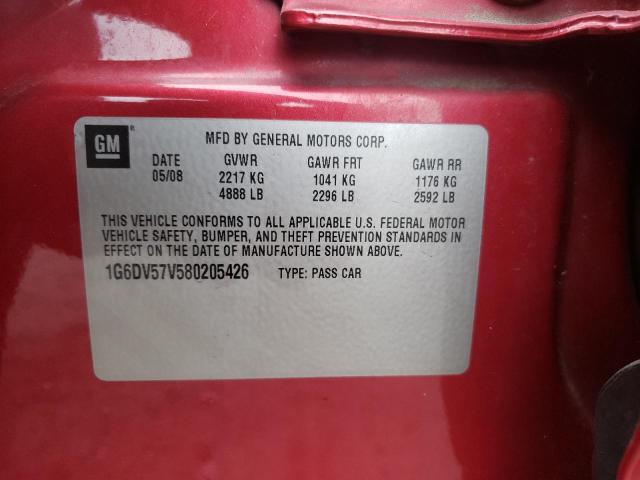 GM
MFD BY GENERAL MOTORS CORP.
DATE GVWR GAWR FRT GAWR RR
05/08 2217 KG 1041 KG 1176 KG
4888 LB 2296 LB 2592 LB
THIS VEHICLE CONFORMS TO ALL APPLICABLE U.S. FEDERAL MOTOR
VEHICLE SAFETY, BUMPER, AND THEFT PREVENTION STANDARDS IN
EFFECT ON THE DATE OF MANUFACTURE SHOWN ABOVE.
1G6DV57V580205426 TYPE: PASS CAR